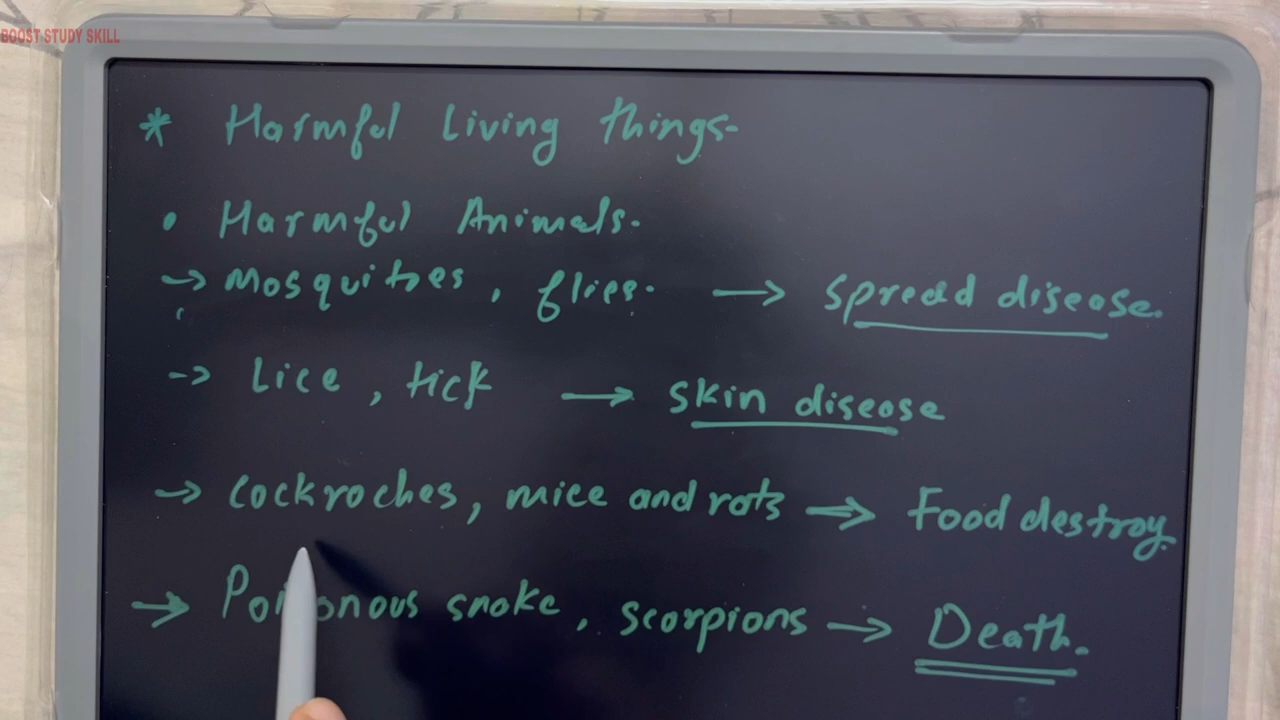 BOOST STUDY SKILL
* Harmful Living things-
• Harmful Animals.
→ Mosquitoes, flies. → Spread disease.
-> Lice, tick → skin disease
→ Cockroches, mice and rats → Food destroy.
→ snake, scorpions → Death.